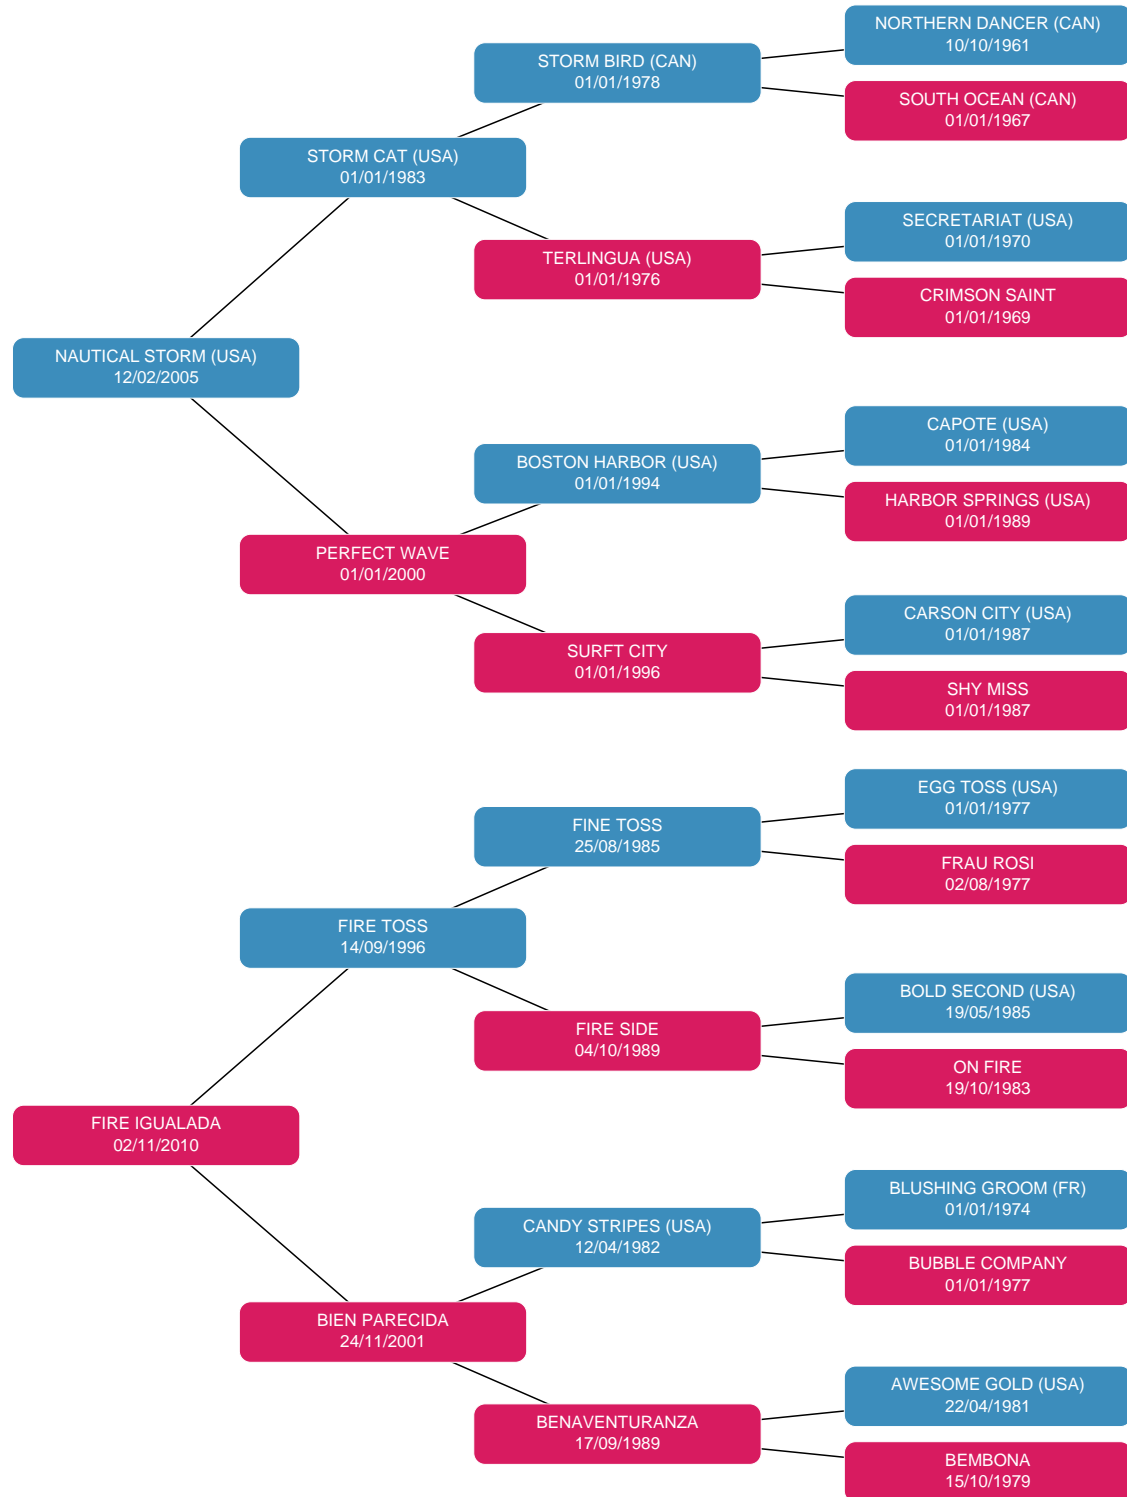 NORTHERN DANCER (CAN)
10/10/1961
STORM BIRD (CAN)
01/01/1978
SOUTH OCEAN (CAN)
01/01/1967
STORM CAT (USA)
01/01/1983
SECRETARIAT (USA)
01/01/1970
TERLINGUA (USA)
01/01/1976
CRIMSON SAINT
01/01/1969
NAUTICAL STORM (USA)
12/02/2005
CAPOTE (USA)
01/01/1984
BOSTON HARBOR (USA)
01/01/1994
HARBOR SPRINGS (USA)
01/01/1989
PERFECT WAVE
01/01/2000
CARSON CITY (USA)
01/01/1987
SURFT CITY
01/01/1996
SHY MISS
01/01/1987
EGG TOSS (USA)
01/01/1977
FINE TOSS
25/08/1985
FRAU ROSI
02/08/1977
FIRE TOSS
14/09/1996
BOLD SECOND (USA)
19/05/1985
FIRE SIDE
04/10/1989
ON FIRE
19/10/1983
FIRE IGUALADA
02/11/2010
BLUSHING GROOM (FR)
01/01/1974
CANDY STRIPES (USA)
12/04/1982
BUBBLE COMPANY
01/01/1977
BIEN PARECIDA
24/11/2001
AWESOME GOLD (USA)
22/04/1981
BENAVENTURANZA
17/09/1989
BEMBONA
15/10/1979